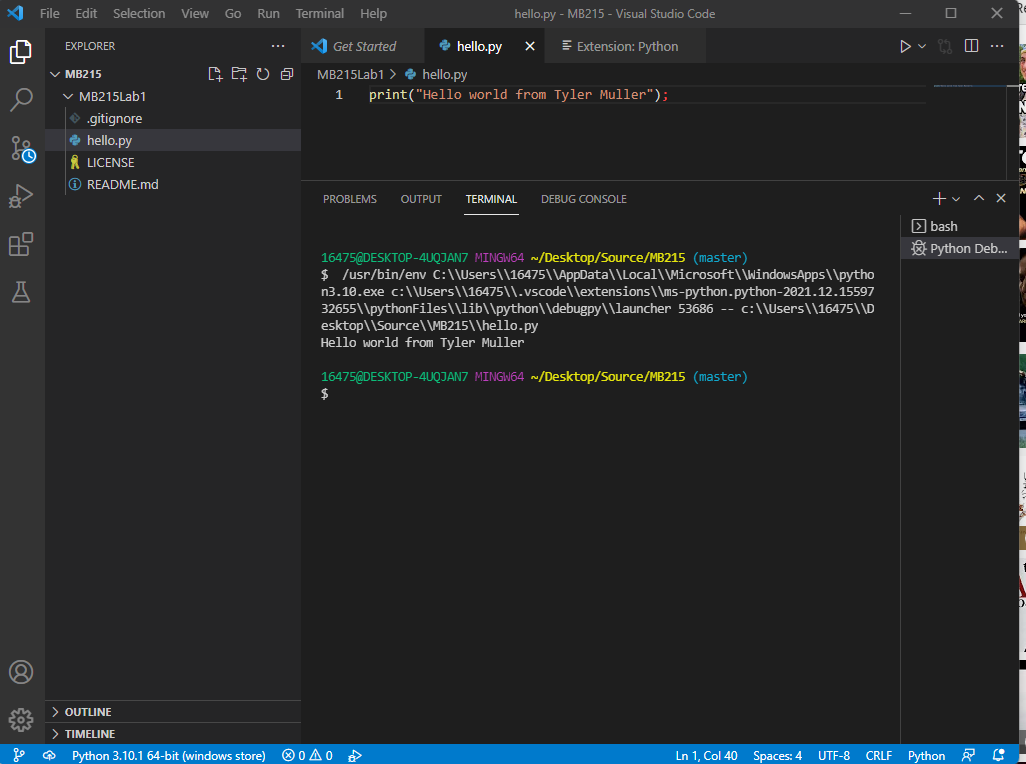 File Edit Selection View Go Run Terminal Help hello.py - MB215 - Visual Studio Code
EXPLORER
MB215
MB215Lab1
.gitignore
hello.py
LICENSE
README.md
OUTLINE
TIMELINE
Get Started hello.py Extension: Python
MB215Lab1 > hello.py
1 print("Hello world from Tyler Muller");
PROBLEMS OUTPUT TERMINAL DEBUG CONSOLE
bash
Python Deb...
16475@DESKTOP-4UQJAN7 MINGW64 ~/Desktop/Source/MB215 (master)
$ /usr/bin/env C:\\Users\\16475\\AppData\\Local\\Microsoft\\WindowsApps\\pytho
n3.10.exe c:\\Users\\16475\\.vscode\\extensions\\ms-python.python-2021.12.15597
32655\\pythonFiles\\lib\\python\\debugpy\\launcher 53686 -- c:\\Users\\16475\\D
esktop\\Source\\MB215\\hello.py
Hello world from Tyler Muller
16475@DESKTOP-4UQJAN7 MINGW64 ~/Desktop/Source/MB215 (master)
$
Python 3.10.1 64-bit (windows store) 0 0 Ln 1, Col 40 Spaces: 4 UTF-8 CRLF Python